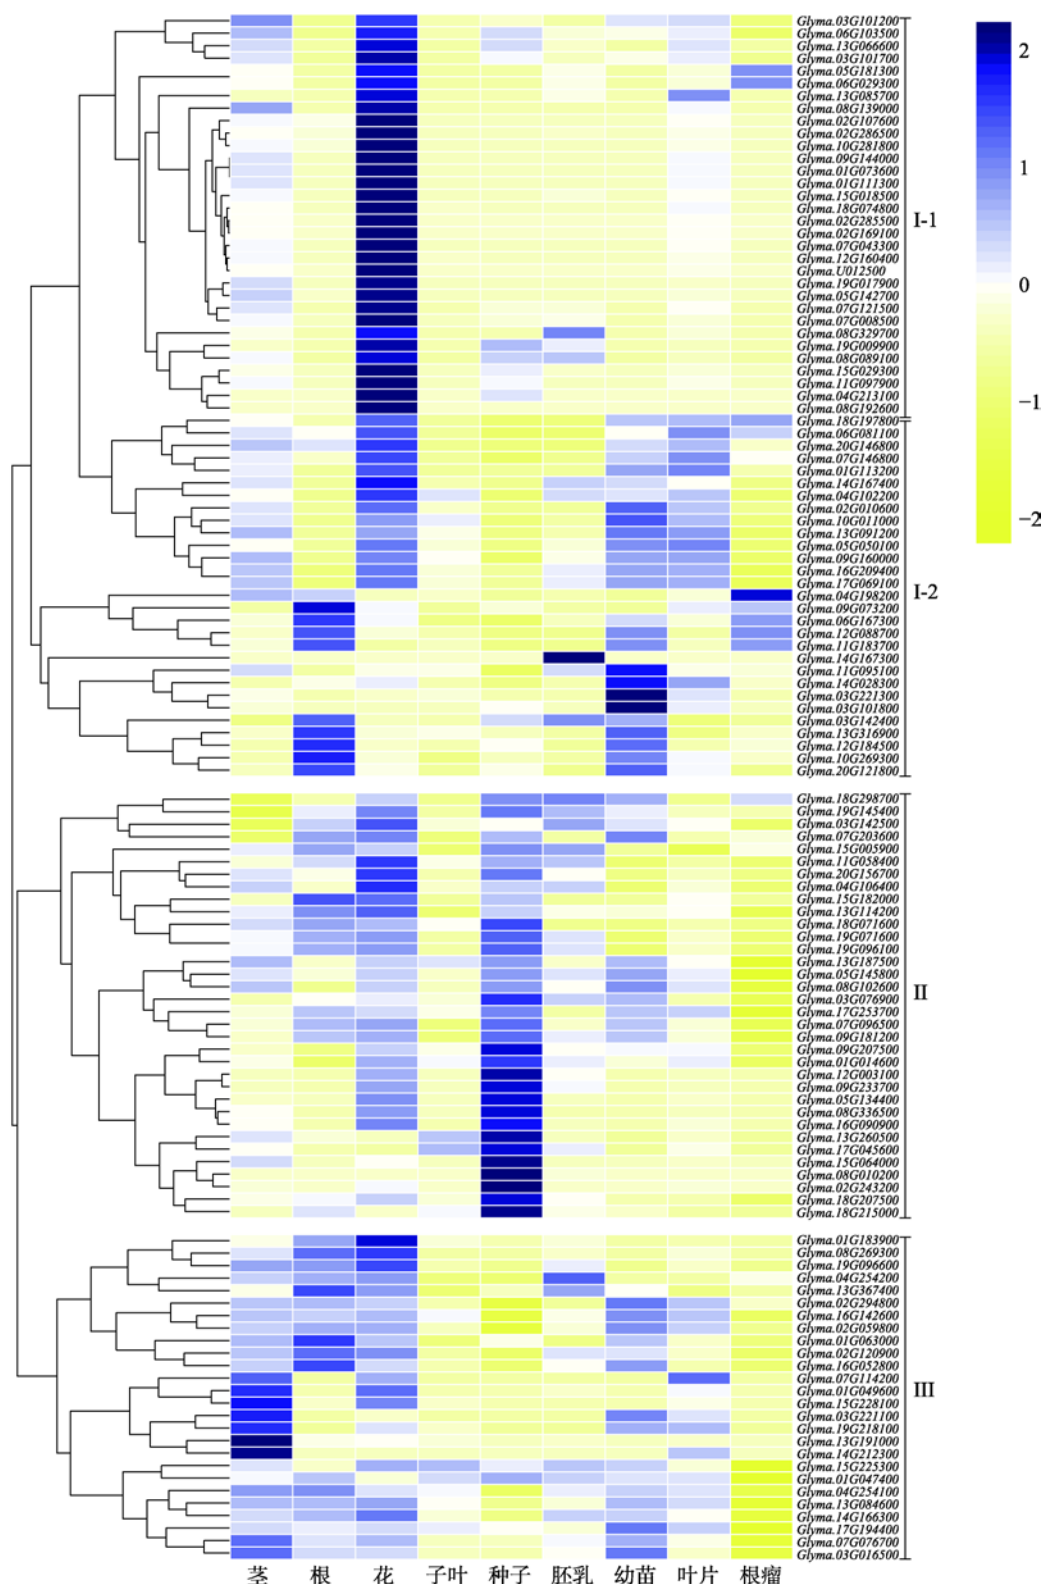 Glyma.03G101200
Glyma.06G103500
Glyma.13G066600
Glyma.03G101700
Glyma.05G181300
Glyma.06G029300
Glyma.13G085700
Glyma.08G139000
Glyma.02G107600
Glyma.02G286500
Glyma.10G281800
Glyma.09G144000
Glyma.01G073600
Glyma.01G111300
Glyma.15G018500
Glyma.18G074800
Glyma.02G285500
Glyma.02G169100
Glyma.07G043300
Glyma.12G160400
Glyma.U012500
Glyma.19G017900
Glyma.05G142700
Glyma.07G121500
Glyma.07G008500
Glyma.08G329700
Glyma.19G009900
Glyma.08G089100
Glyma.15G029300
Glyma.11G097900
Glyma.04G213100
Glyma.08G192600
I-1
Glyma.18G197800
Glyma.06G081100
Glyma.20G146800
Glyma.07G146800
Glyma.01G113200
Glyma.14G167400
Glyma.04G102200
Glyma.02G010600
Glyma.10G011000
Glyma.13G091200
Glyma.05G050100
Glyma.09G160000
Glyma.16G209400
Glyma.17G069100
Glyma.04G198200
Glyma.09G073200
Glyma.06G167300
Glyma.12G088700
Glyma.11G183700
Glyma.14G167300
Glyma.11G095100
Glyma.14G028300
Glyma.03G221300
Glyma.03G101800
Glyma.03G142400
Glyma.13G316900
Glyma.12G184500
Glyma.10G269300
Glyma.20G121800
I-2
Glyma.18G298700
Glyma.19G145400
Glyma.03G142500
Glyma.07G203600
Glyma.15G005900
Glyma.11G058400
Glyma.20G156700
Glyma.04G106400
Glyma.15G182000
Glyma.13G114200
Glyma.18G071600
Glyma.19G071600
Glyma.19G096100
Glyma.13G187500
Glyma.05G145800
Glyma.08G102600
Glyma.03G076900
Glyma.17G253700
Glyma.07G096500
Glyma.09G181200
Glyma.09G207500
Glyma.01G014600
Glyma.12G003100
Glyma.09G233700
Glyma.05G134400
Glyma.08G336500
Glyma.16G090900
Glyma.13G260500
Glyma.17G045600
Glyma.15G064000
Glyma.08G010200
Glyma.02G243200
Glyma.18G207500
Glyma.18G215000
II
Glyma.01G183900
Glyma.08G269300
Glyma.19G096600
Glyma.04G254200
Glyma.13G367400
Glyma.02G294800
Glyma.16G142600
Glyma.02G059800
Glyma.01G063000
Glyma.02G120900
Glyma.16G052800
Glyma.07G114200
Glyma.01G049600
Glyma.15G228100
Glyma.03G221100
Glyma.19G218100
Glyma.13G191000
Glyma.14G212300
Glyma.15G225300
Glyma.01G047400
Glyma.04G254100
Glyma.13G084600
Glyma.14G166300
Glyma.17G194400
Glyma.07G076700
Glyma.03G016500
III
茎 根 花 子叶 种子 胚乳 幼苗 叶片 根瘤
2
1
0
−1
−2